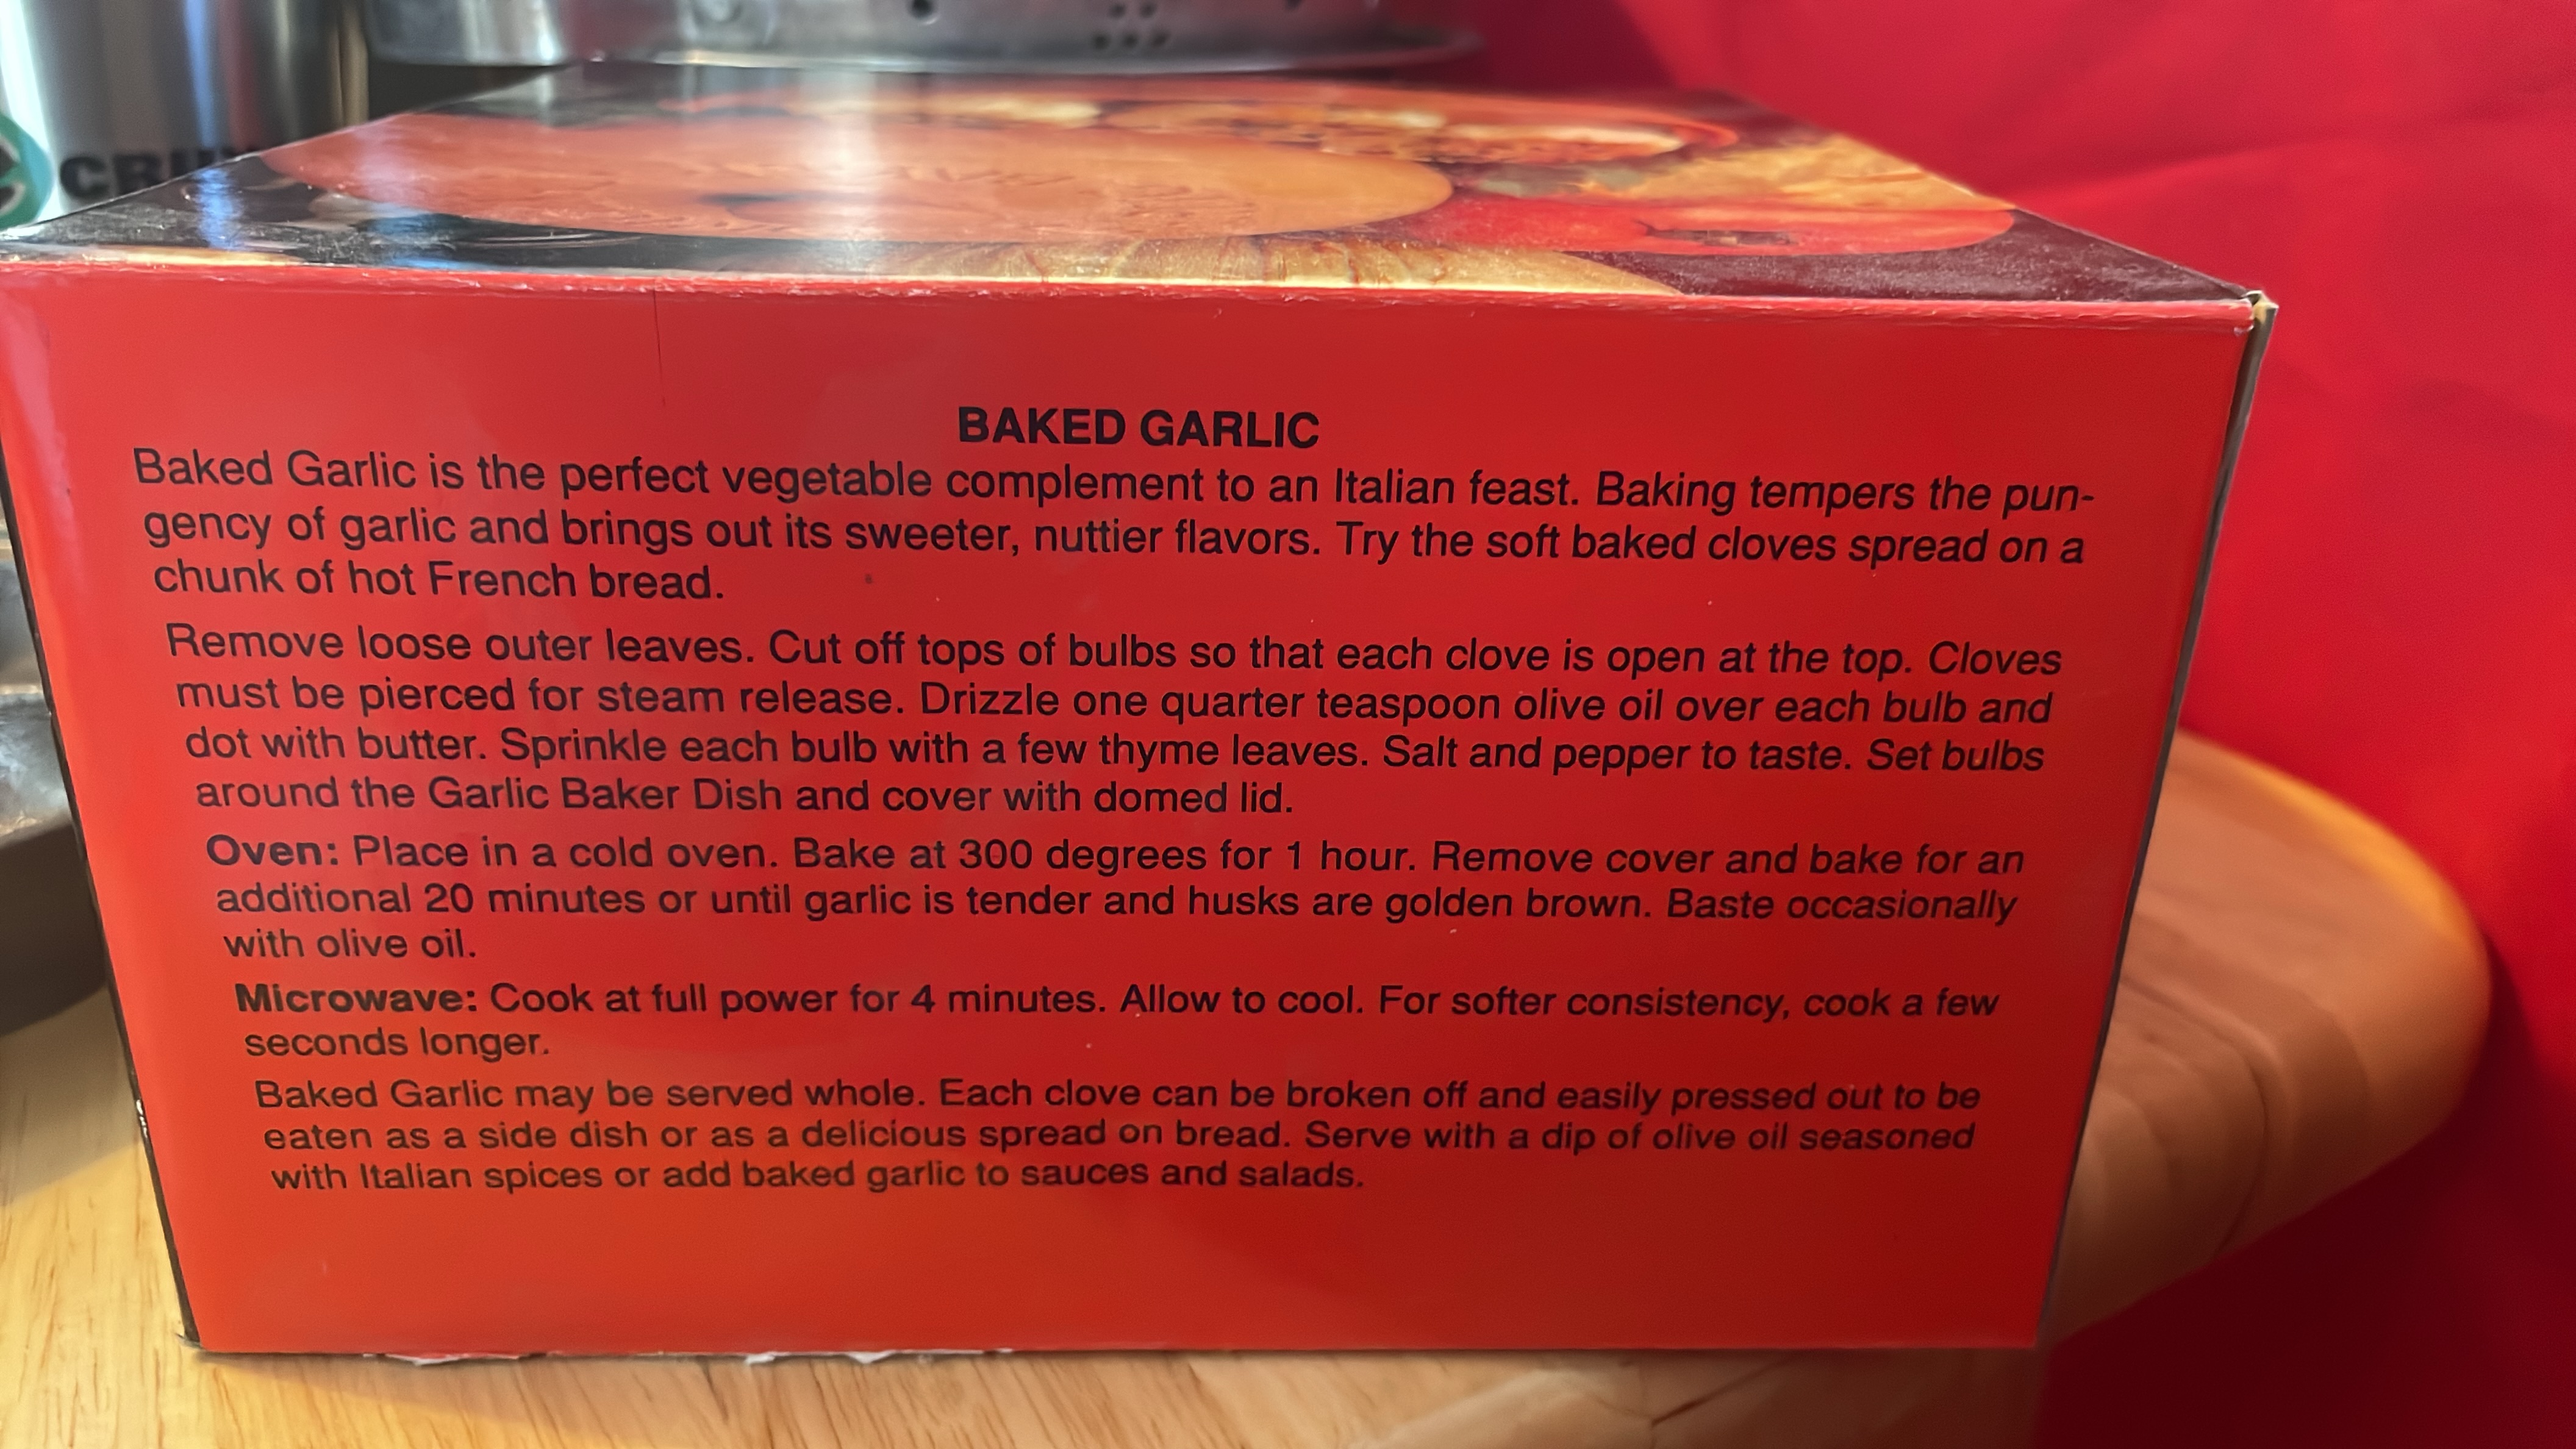 CRU
BAKED GARLIC
Baked Garlic is the perfect vegetable complement to an Italian feast. Baking tempers the pun-
gency of garlic and brings out its sweeter, nuttier flavors. Try the soft baked cloves spread on a
chunk of hot French bread.
Remove loose outer leaves. Cut off tops of bulbs so that each clove is open at the top. Cloves
must be pierced for steam release. Drizzle one quarter teaspoon olive oil over each bulb and
dot with butter. Sprinkle each bulb with a few thyme leaves. Salt and pepper to taste. Set bulbs
around the Garlic Baker Dish and cover with domed lid.
Oven: Place in a cold oven. Bake at 300 degrees for 1 hour. Remove cover and bake for an
additional 20 minutes or until garlic is tender and husks are golden brown. Baste occasionally
with olive oil.
Microwave: Cook at full power for 4 minutes. Allow to cool. For softer consistency, cook a few
seconds longer.
Baked Garlic may be served whole. Each clove can be broken off and easily pressed out to be
eaten as a side dish or as a delicious spread on bread. Serve with a dip of olive oil seasoned
with Italian spices or add baked garlic to sauces and salads.